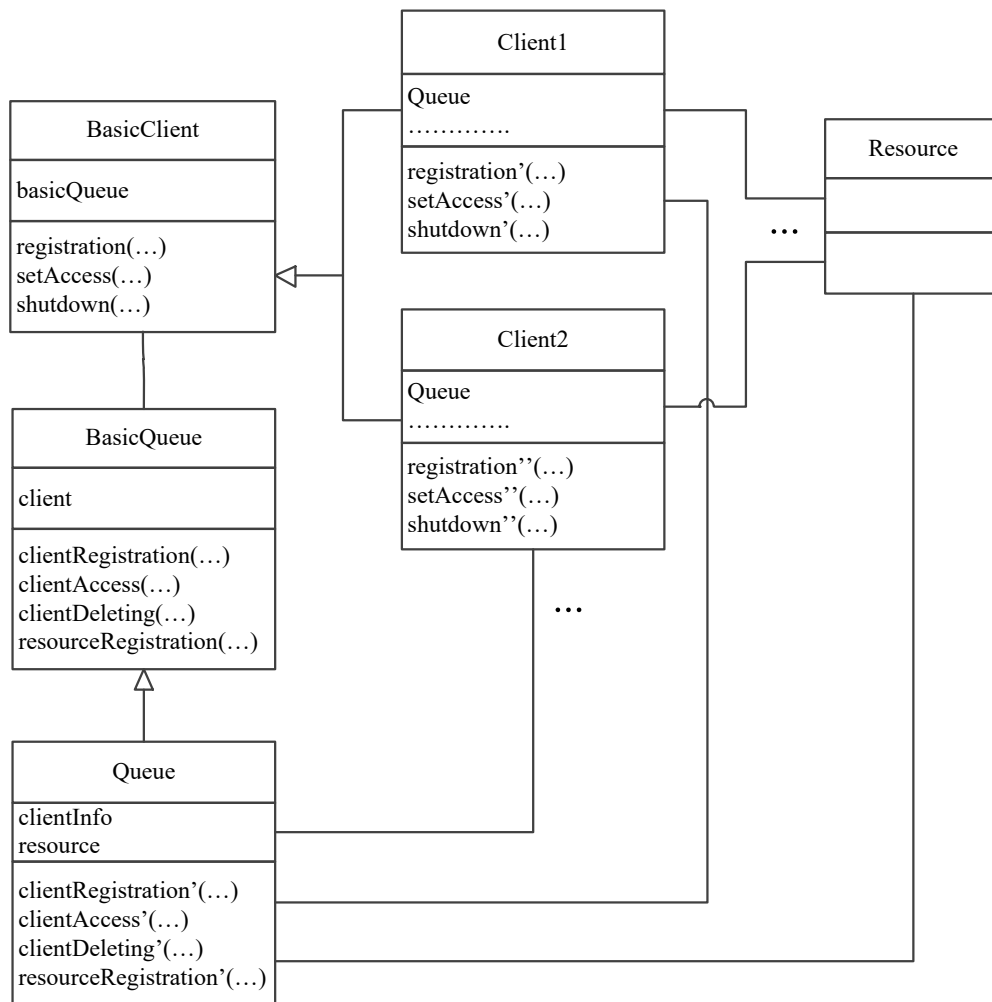 Client1
Queue
………….
registration’(…)
setAccess’(…)
shutdown’(…)
BasicClient
basicQueue
registration(…)
setAccess(…)
shutdown(…)
Resource
...
Client2
Queue
………….
registration’’(…)
setAccess’’(…)
shutdown’’(…)
...
BasicQueue
client
clientRegistration(…)
clientAccess(…)
clientDeleting(…)
resourceRegistration(…)
Queue
clientInfo
resource
clientRegistration’(…)
clientAccess’(…)
clientDeleting’(…)
resourceRegistration’(…)